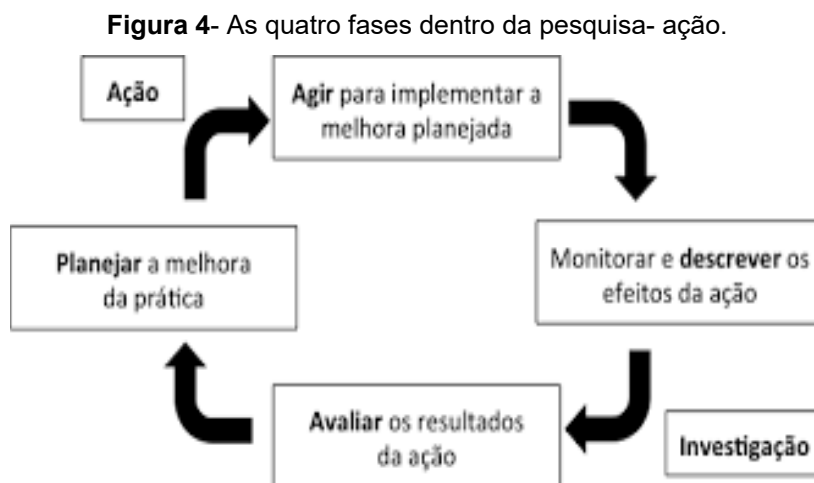 Figura 4- As quatro fases dentro da pesquisa- ação.
Ação
Agir para implementar a
melhora planejada
Planejar a melhora
da prática
Monitorar e descrever os
efeitos da ação
Avaliar os resultados
da ação
Investigação